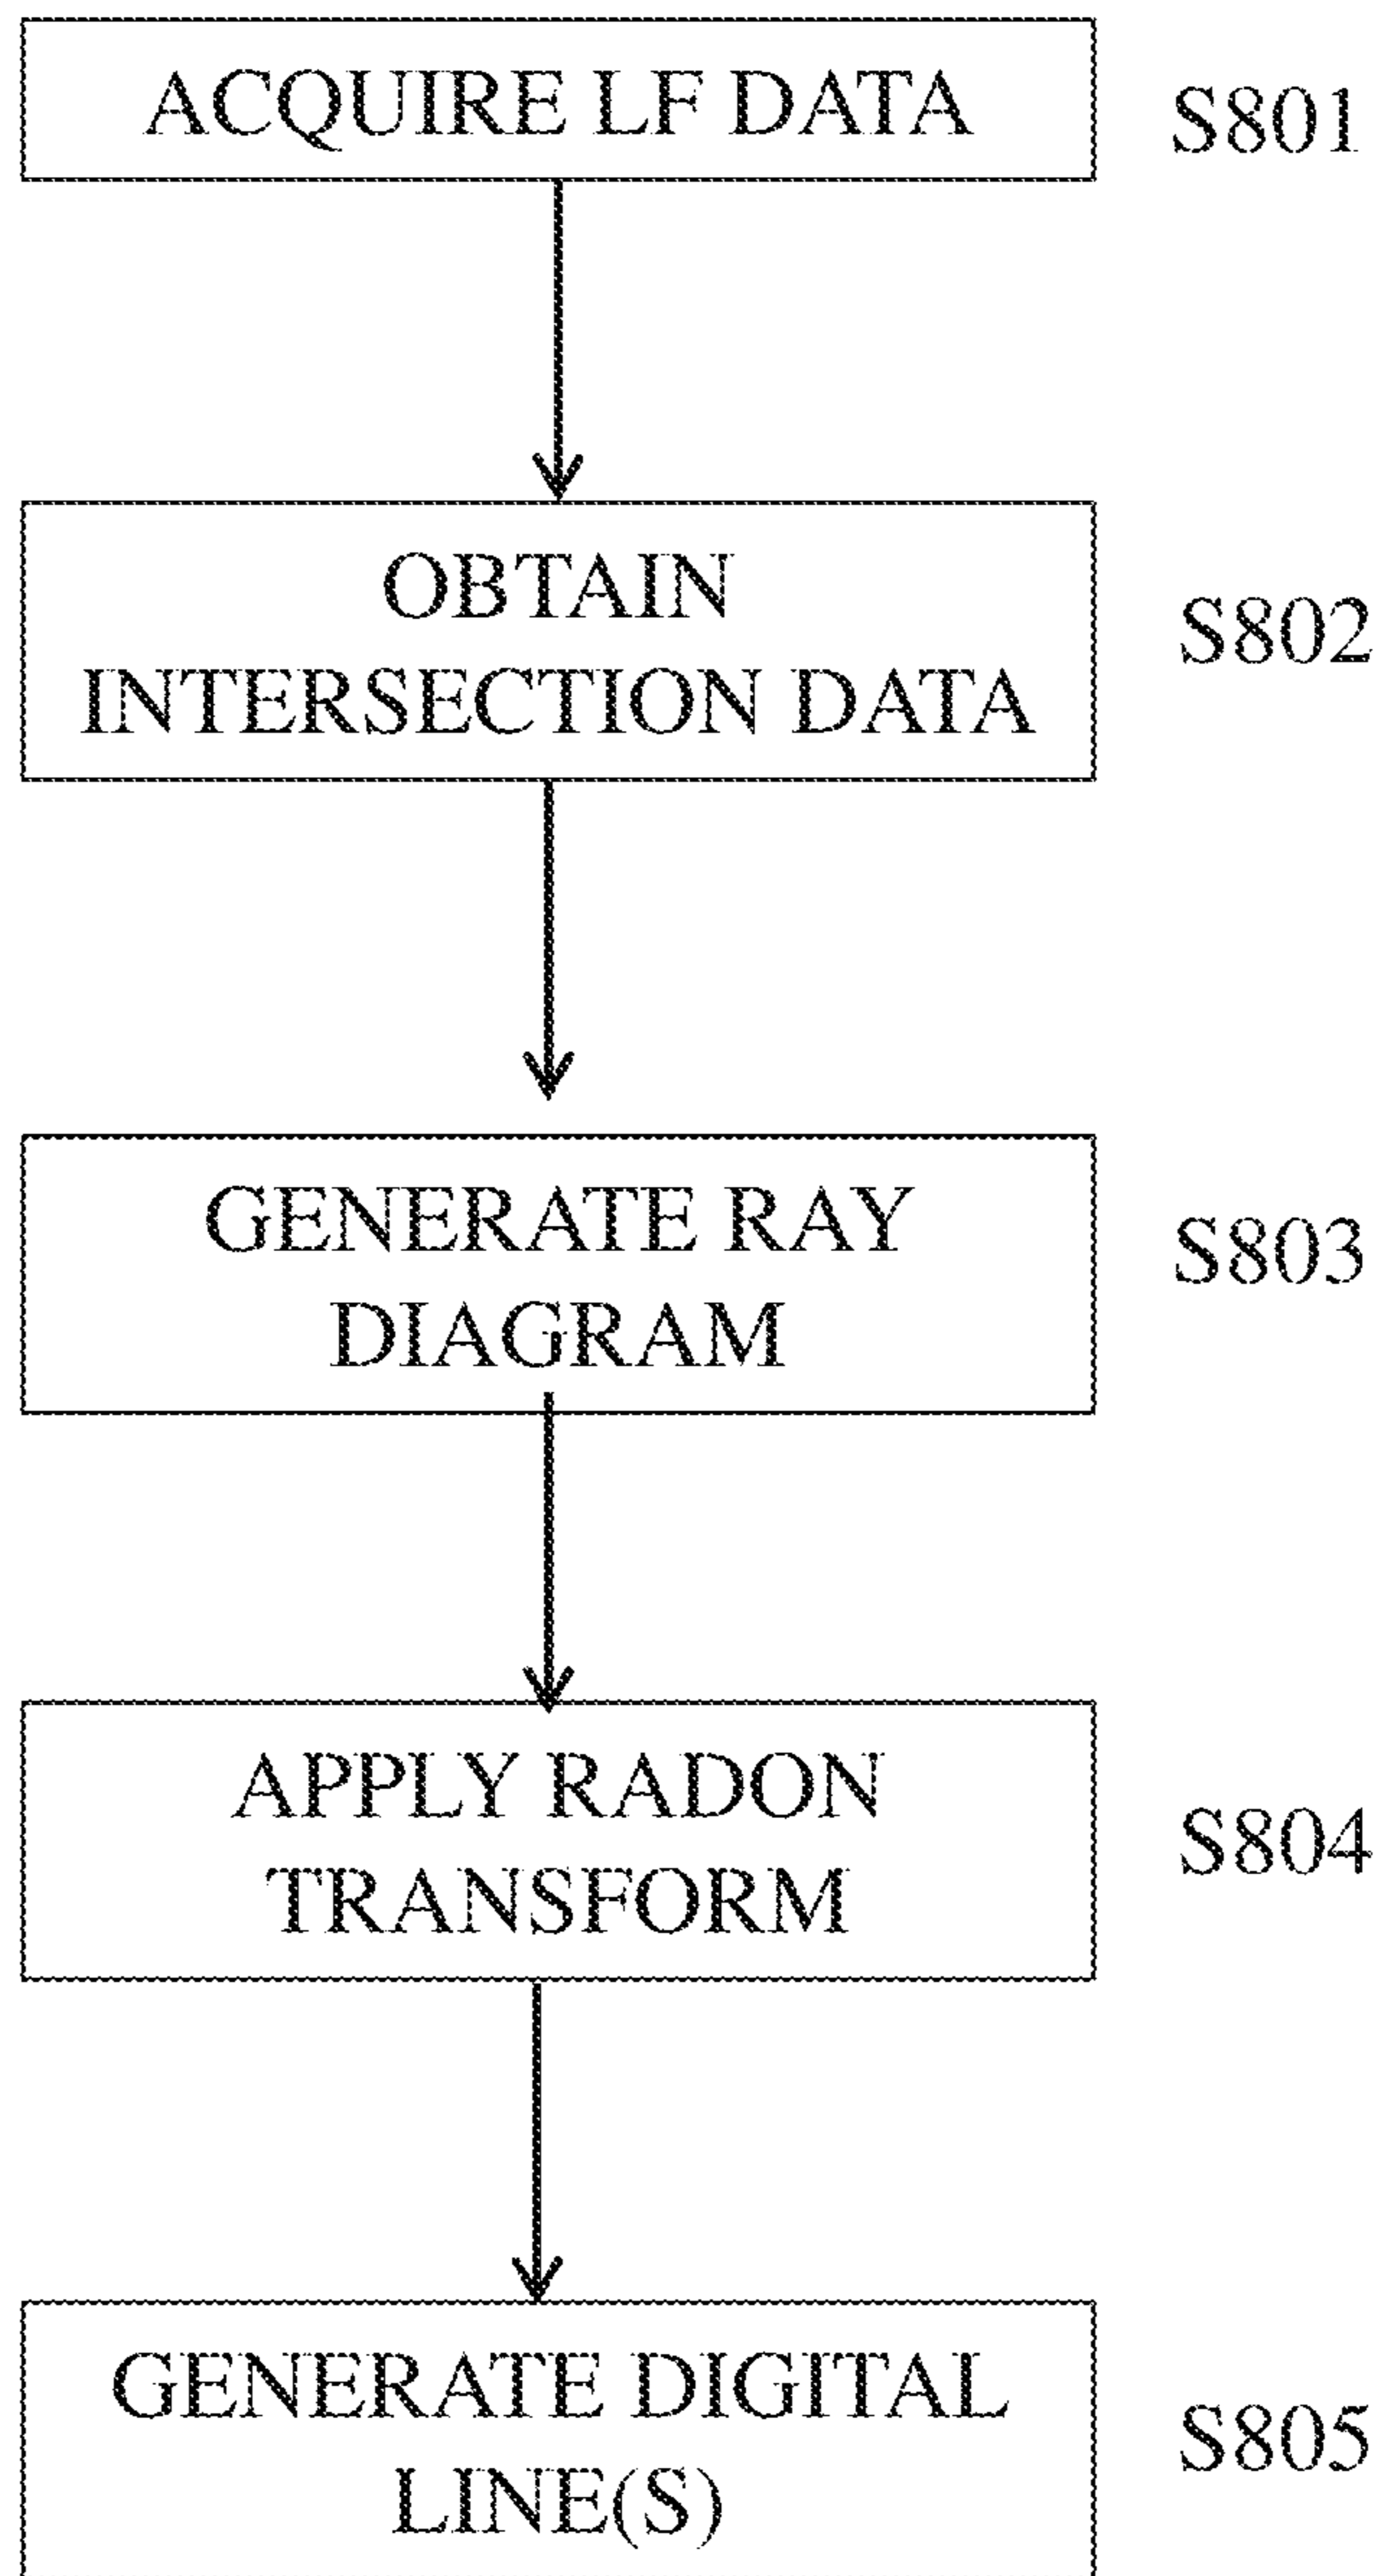 ACQUIRE LF DATA
S801
OBTAIN
INTERSECTION DATA
S802
GENERATE RAY
DIAGRAM
S803
APPLY RADON
TRANSFORM
S804
GENERATE DIGITAL
LINE(S)
S805